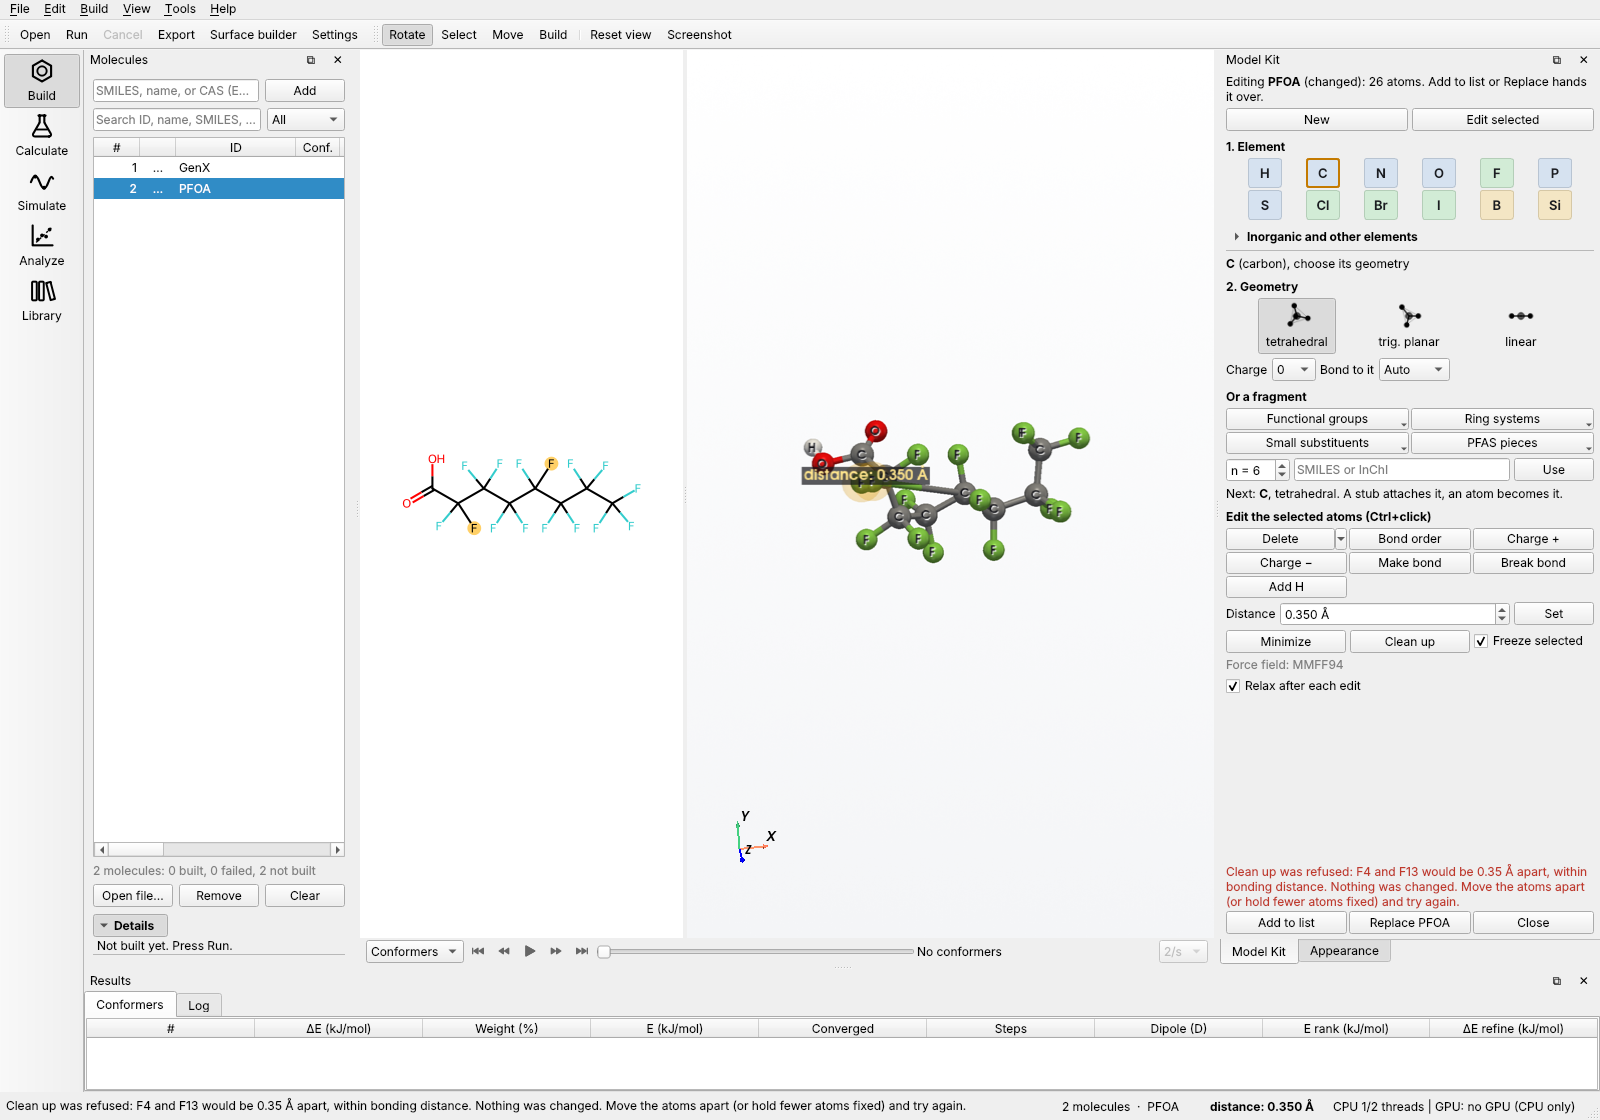 File Edit Build View Tools Help
Open Run Cancel Export Surface builder Settings Rotate Select Move Build Reset view Screenshot
Build
Calculate
Simulate
Analyze
Library
Molecules
SMILES, name, or CAS (E... Add
Search ID, name, SMILES, ... All
# ID Conf.
1 ... GenX
2 ... PFOA
2 molecules: 0 built, 0 failed, 2 not built
Open file... Remove Clear
Details
Not built yet. Press Run.
OH
F F F F F F
F
O
F F F F F F F F
O
H O C F F F F C F
distance: 0.350 Å
F C F F C F
C C C F F
F F F F
Y
X
Z
Conformers No conformers 2/s
Model Kit
Editing PFOA (changed): 26 atoms. Add to list or Replace hands
it over.
New Edit selected
1. Element
H C N O F P
S Cl Br I B Si
Inorganic and other elements
C (carbon), choose its geometry
2. Geometry
tetrahedral trig. planar linear
Charge 0 Bond to it Auto
Or a fragment
Functional groups Ring systems
Small substituents PFAS pieces
n = 6 SMILES or InChI Use
Next: C, tetrahedral. A stub attaches it, an atom becomes it.
Edit the selected atoms (Ctrl+click)
Delete Bond order Charge +
Charge − Make bond Break bond
Add H
Distance 0.350 Å Set
Minimize Clean up Freeze selected
Force field: MMFF94
Relax after each edit
Clean up was refused: F4 and F13 would be 0.35 Å apart, within
bonding distance. Nothing was changed. Move the atoms apart
(or hold fewer atoms fixed) and try again.
Add to list Replace PFOA Close
Model Kit Appearance
Results
Conformers Log
# ΔE (kJ/mol) Weight (%) E (kJ/mol) Converged Steps Dipole (D) E rank (kJ/mol) ΔE refine (kJ/mol)
Clean up was refused: F4 and F13 would be 0.35 Å apart, within bonding distance. Nothing was changed. Move the atoms apart (or hold fewer atoms fixed) and try again. 2 molecules · PFOA distance: 0.350 Å CPU 1/2 threads | GPU: no GPU (CPU only)